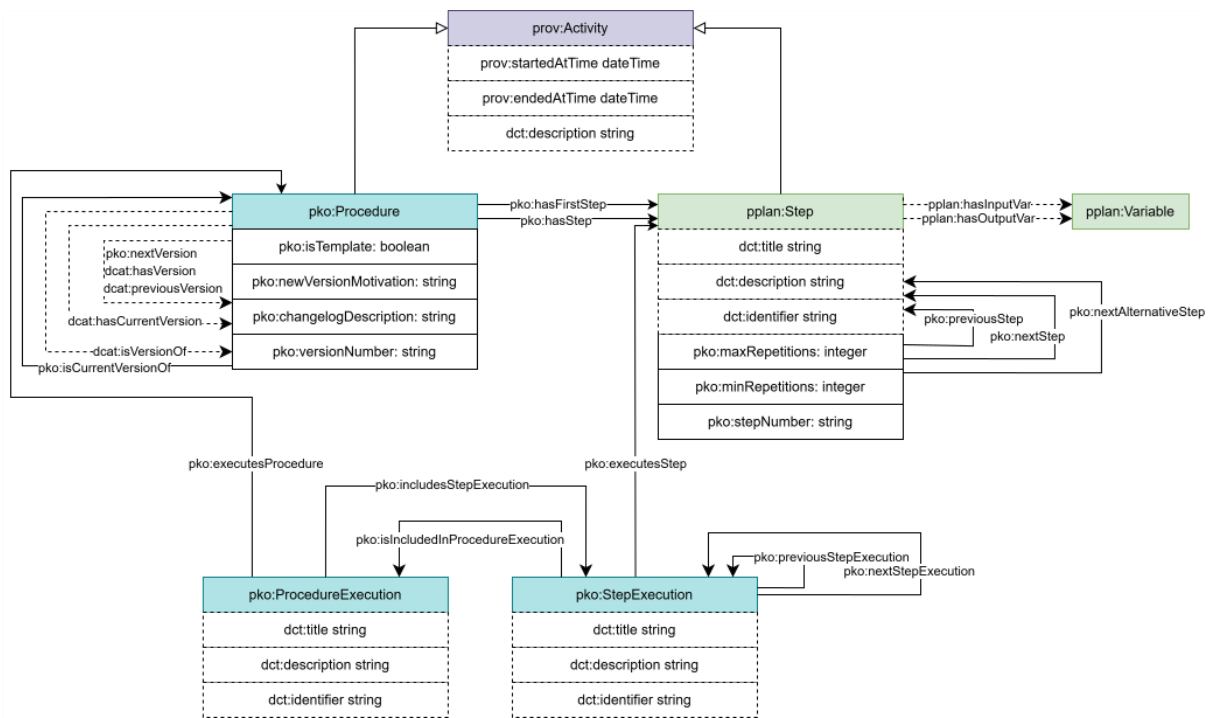 prov:Activity
prov:startedAtTime dateTime
prov:endedAtTime dateTime
dct:description string
pko:Procedure
pko:isTemplate: boolean
pko:newVersionMotivation: string
pko:changelogDescription: string
pko:versionNumber: string
pko:nextVersion
dcat:hasVersion
dcat:previousVersion
dcat:hasCurrentVersion
dcat:isVersionOf
pko:isCurrentVersionOf
pko:hasFirstStep
pko:hasStep
pplan:Step
dct:title string
dct:description string
dct:identifier string
pko:maxRepetitions: integer
pko:minRepetitions: integer
pko:stepNumber: string
pplan:hasInputVar
pplan:hasOutputVar
pplan:Variable
pko:nextAlternativeStep
pko:previousStep
pko:nextStep
pko:executesProcedure
pko:executesStep
pko:includesStepExecution
pko:isIncludedInProcedureExecution
pko:previousStepExecution
pko:nextStepExecution
pko:ProcedureExecution
dct:title string
dct:description string
dct:identifier string
pko:StepExecution
dct:title string
dct:description string
dct:identifier string